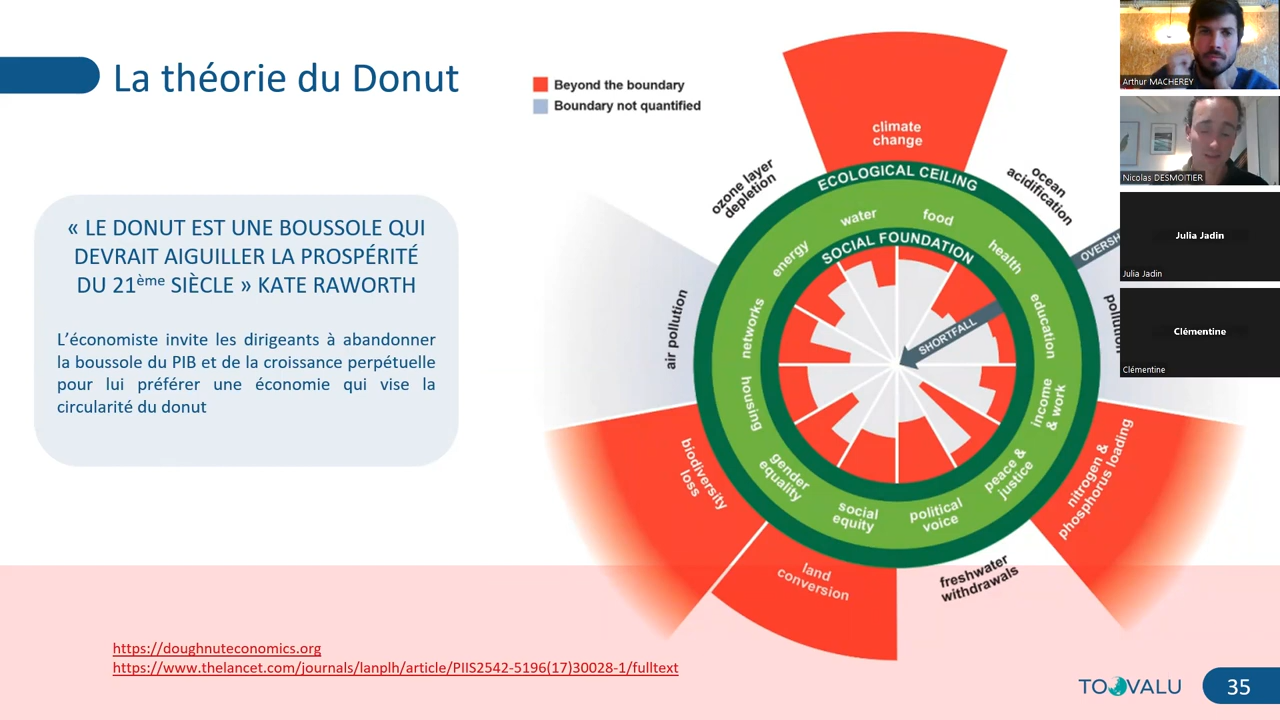 La théorie du Donut
« LE DONUT EST UNE BOUSSOLE QUI
DEVRAIT AIGUILLER LA PROSPÉRITÉ
DU 21ème SIÈCLE » KATE RAWORTH
L’économiste invite les dirigeants à abandonner
la boussole du PIB et de la croissance perpétuelle
pour lui préférer une économie qui vise la
circularité du donut
https://doughnuteconomics.org
https://www.thelancet.com/journals/lanplh/article/PIIS2542-5196(17)30028-1/fulltext
Beyond the boundary
Boundary not quantified
climate
change
ozone layer
depletion
ocean
acidification
ECOLOGICAL CEILING
water
food
energy
health
SOCIAL FOUNDATION
networks
education
SHORTFALL
air pollution
housing
income
& work
gender
equality
peace &
justice
social
equity
political
voice
biodiversity
loss
nitrogen &
phosphorus loading
land
conversion
freshwater
withdrawals
Arthur MACHEREY
Nicolas DESMOITIER
Julia Jadin
Julia Jadin
Clémentine
Clémentine
TOOVALU
35